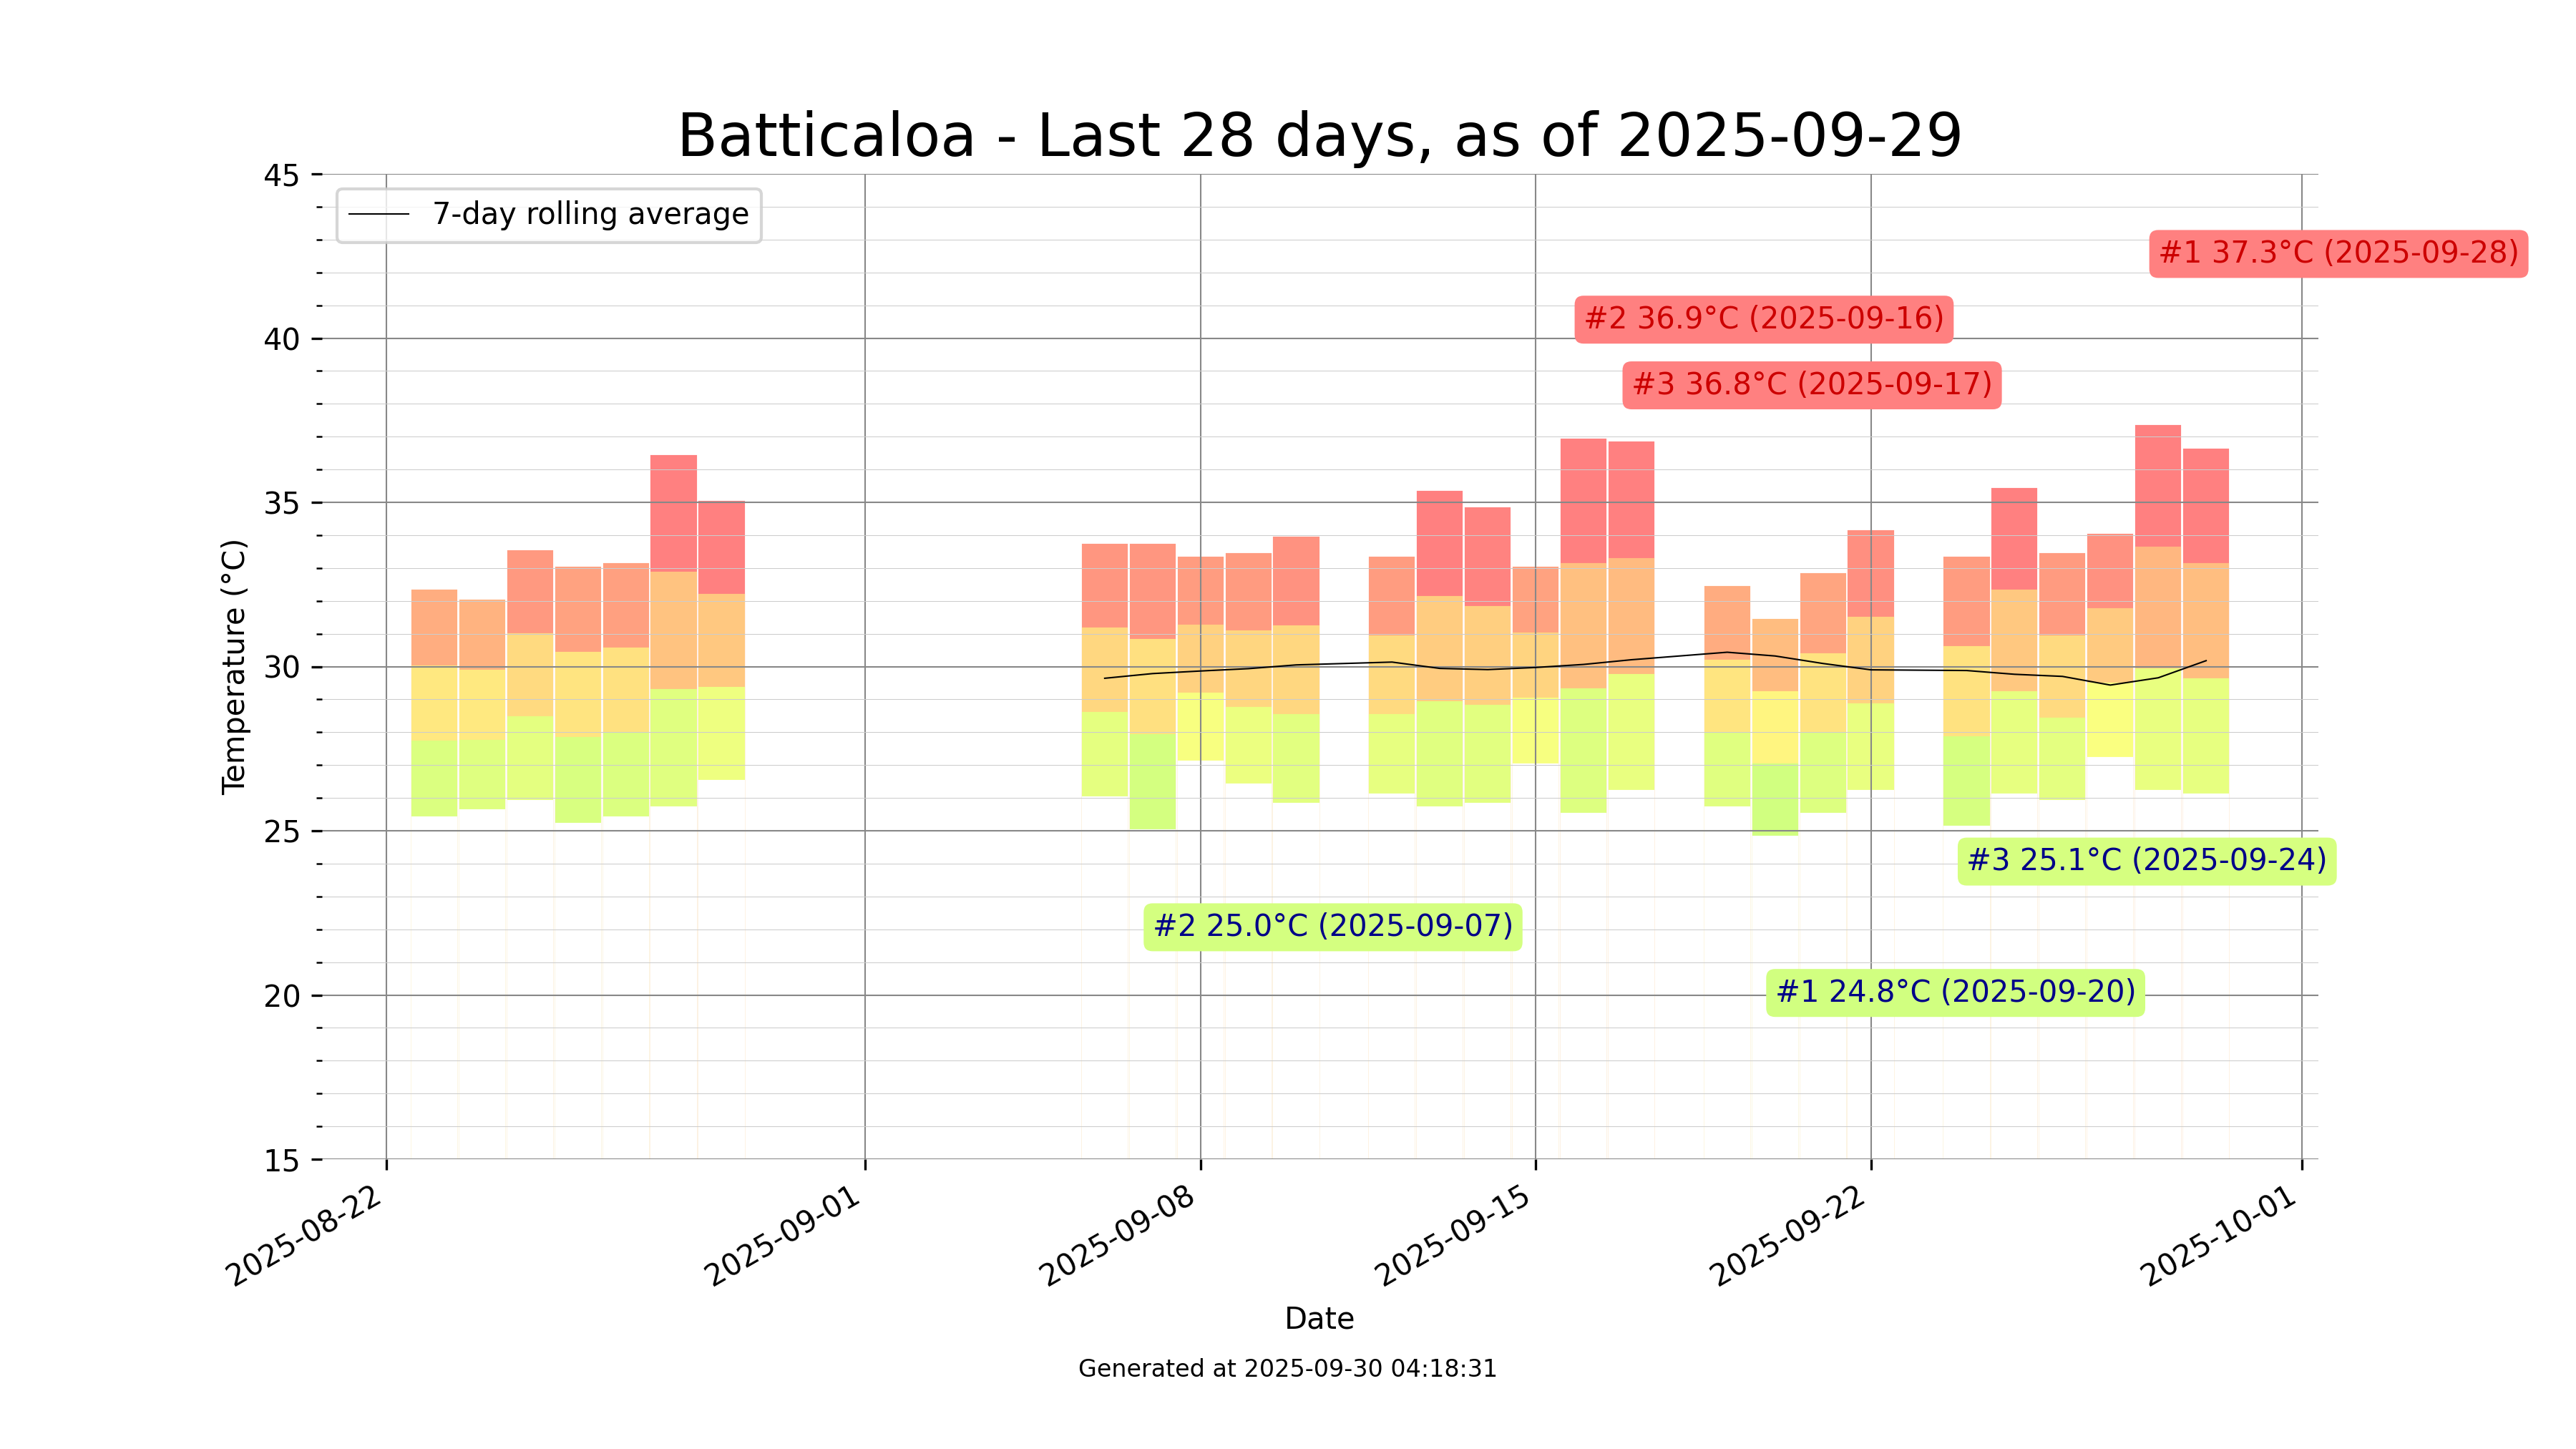 Batticaloa - Last 28 days, as of 2025-09-29
7-day rolling average
#1 37.3°C (2025-09-28)
#2 36.9°C (2025-09-16)
#3 36.8°C (2025-09-17)
#3 25.1°C (2025-09-24)
#2 25.0°C (2025-09-07)
#1 24.8°C (2025-09-20)
Temperature (°C)
45
40
35
30
25
20
15
2025-08-22
2025-09-01
2025-09-08
2025-09-15
2025-09-22
2025-10-01
Date
Generated at 2025-09-30 04:18:31